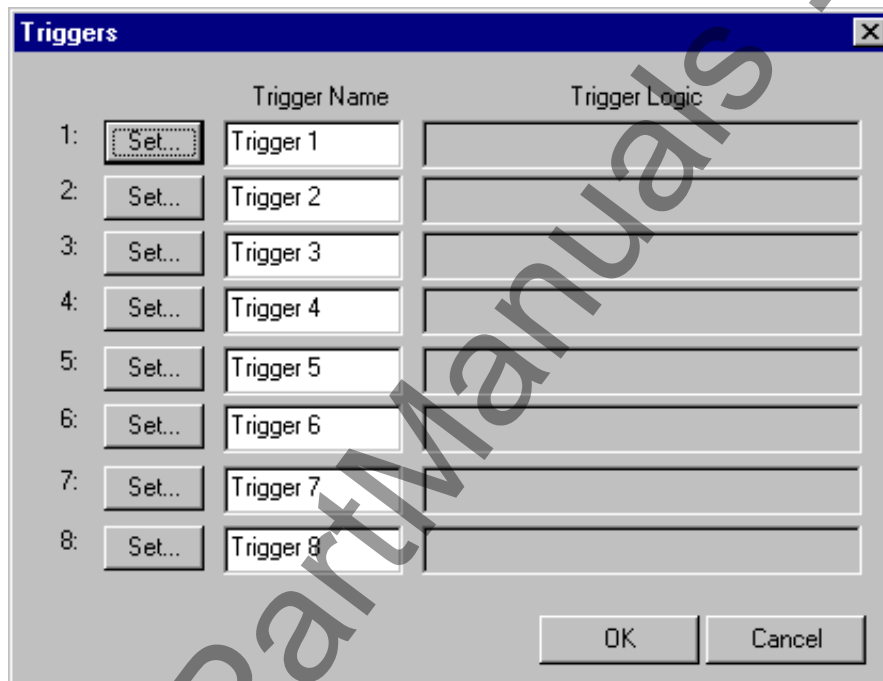 Triggers
Trigger Name Trigger Logic
1: Set... Trigger 1
2: Set... Trigger 2
3: Set... Trigger 3
4: Set... Trigger 4
5: Set... Trigger 5
6: Set... Trigger 6
7: Set... Trigger 7
8: Set... Trigger 8
OK Cancel
PartManuals